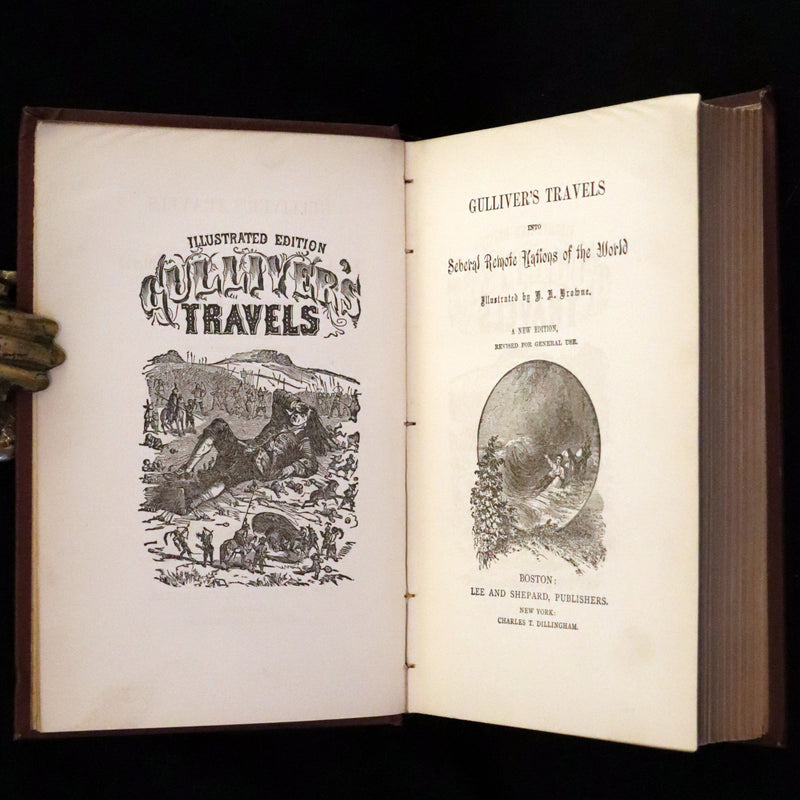 ILLUSTRATED EDITION
GULLIVER'S
TRAVELS
GULLIVER'S TRAVELS
INTO
Several Remote Nations of the World
Illustrated by H. K. Browne.
A NEW EDITION,
REVISED FOR GENERAL USE.
BOSTON:
LEE AND SHEPARD, PUBLISHERS.
NEW YORK:
CHARLES T. DILLINGHAM.